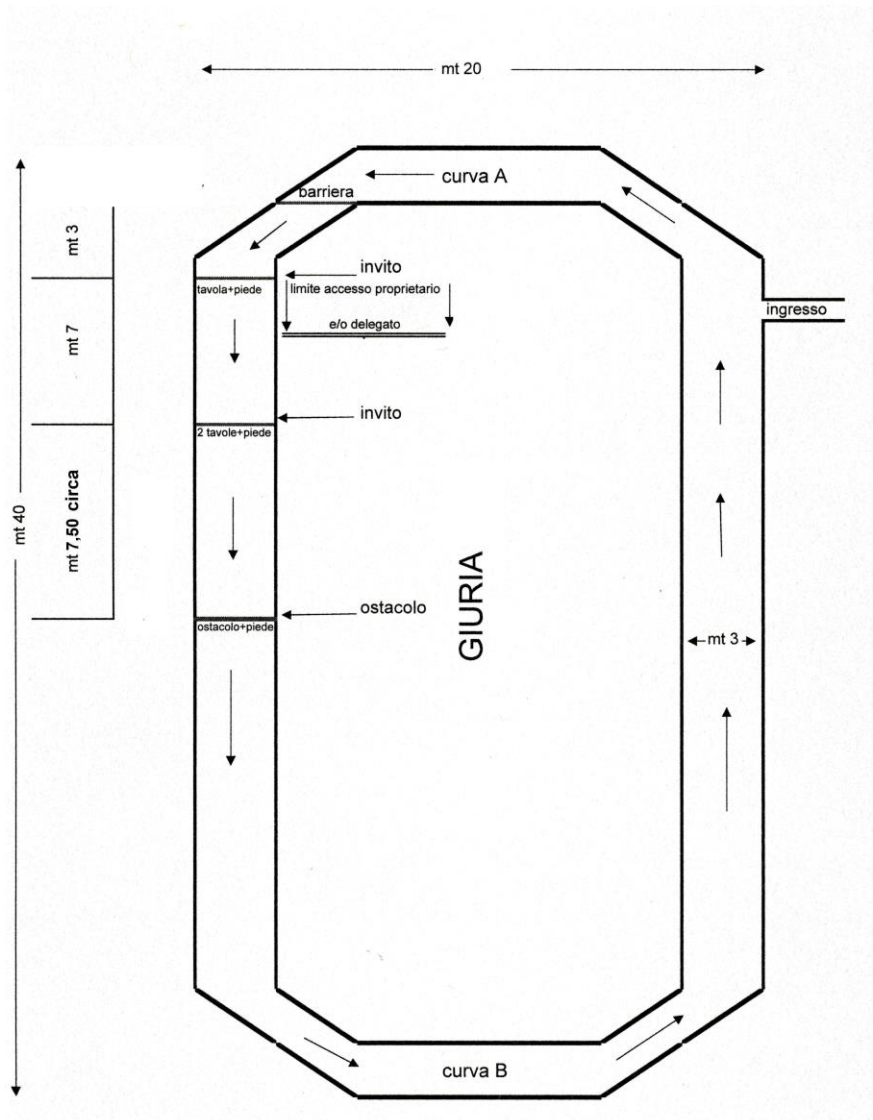 mt 20
curva A
barriera
mt 3
invito
tavola+piede
limite accesso proprietario
ingresso
e/o delegato
mt 7
invito
2 tavole+piede
mt 7,50 circa
mt 40
ostacolo
ostacolo+piede
GIURIA
mt 3
curva B